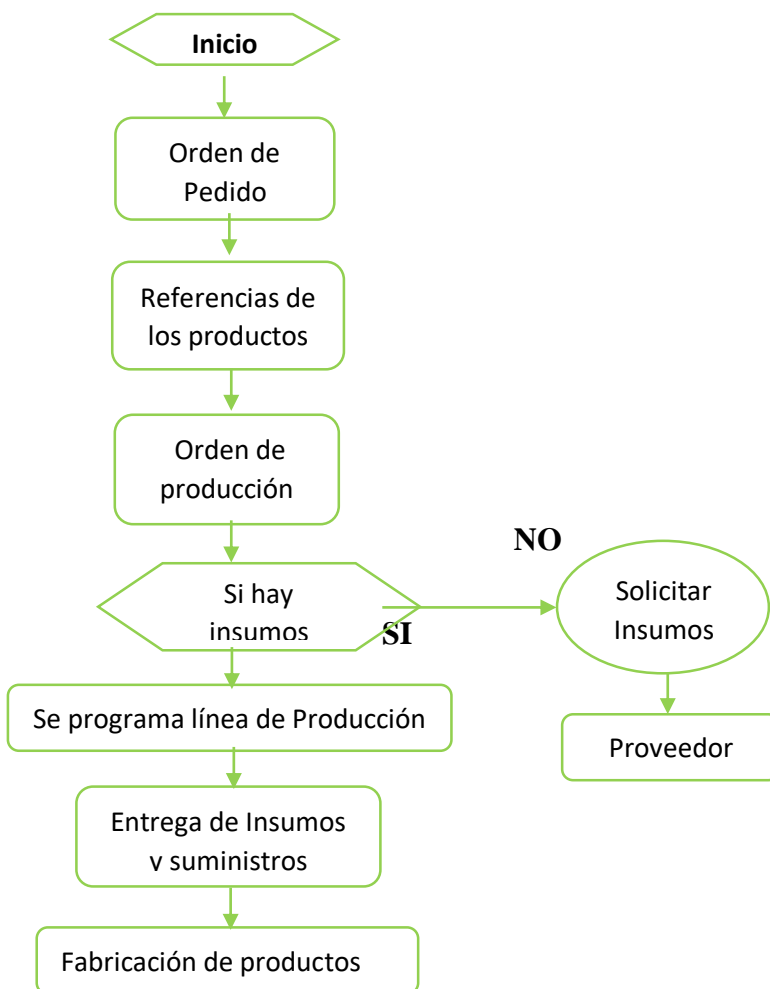 Inicio
Orden de
Pedido
Referencias de
los productos
Orden de
producción
NO
Si hay
insumos
SI
Solicitar
Insumos
Se programa línea de Producción
Proveedor
Entrega de Insumos
y suministros
Fabricación de productos